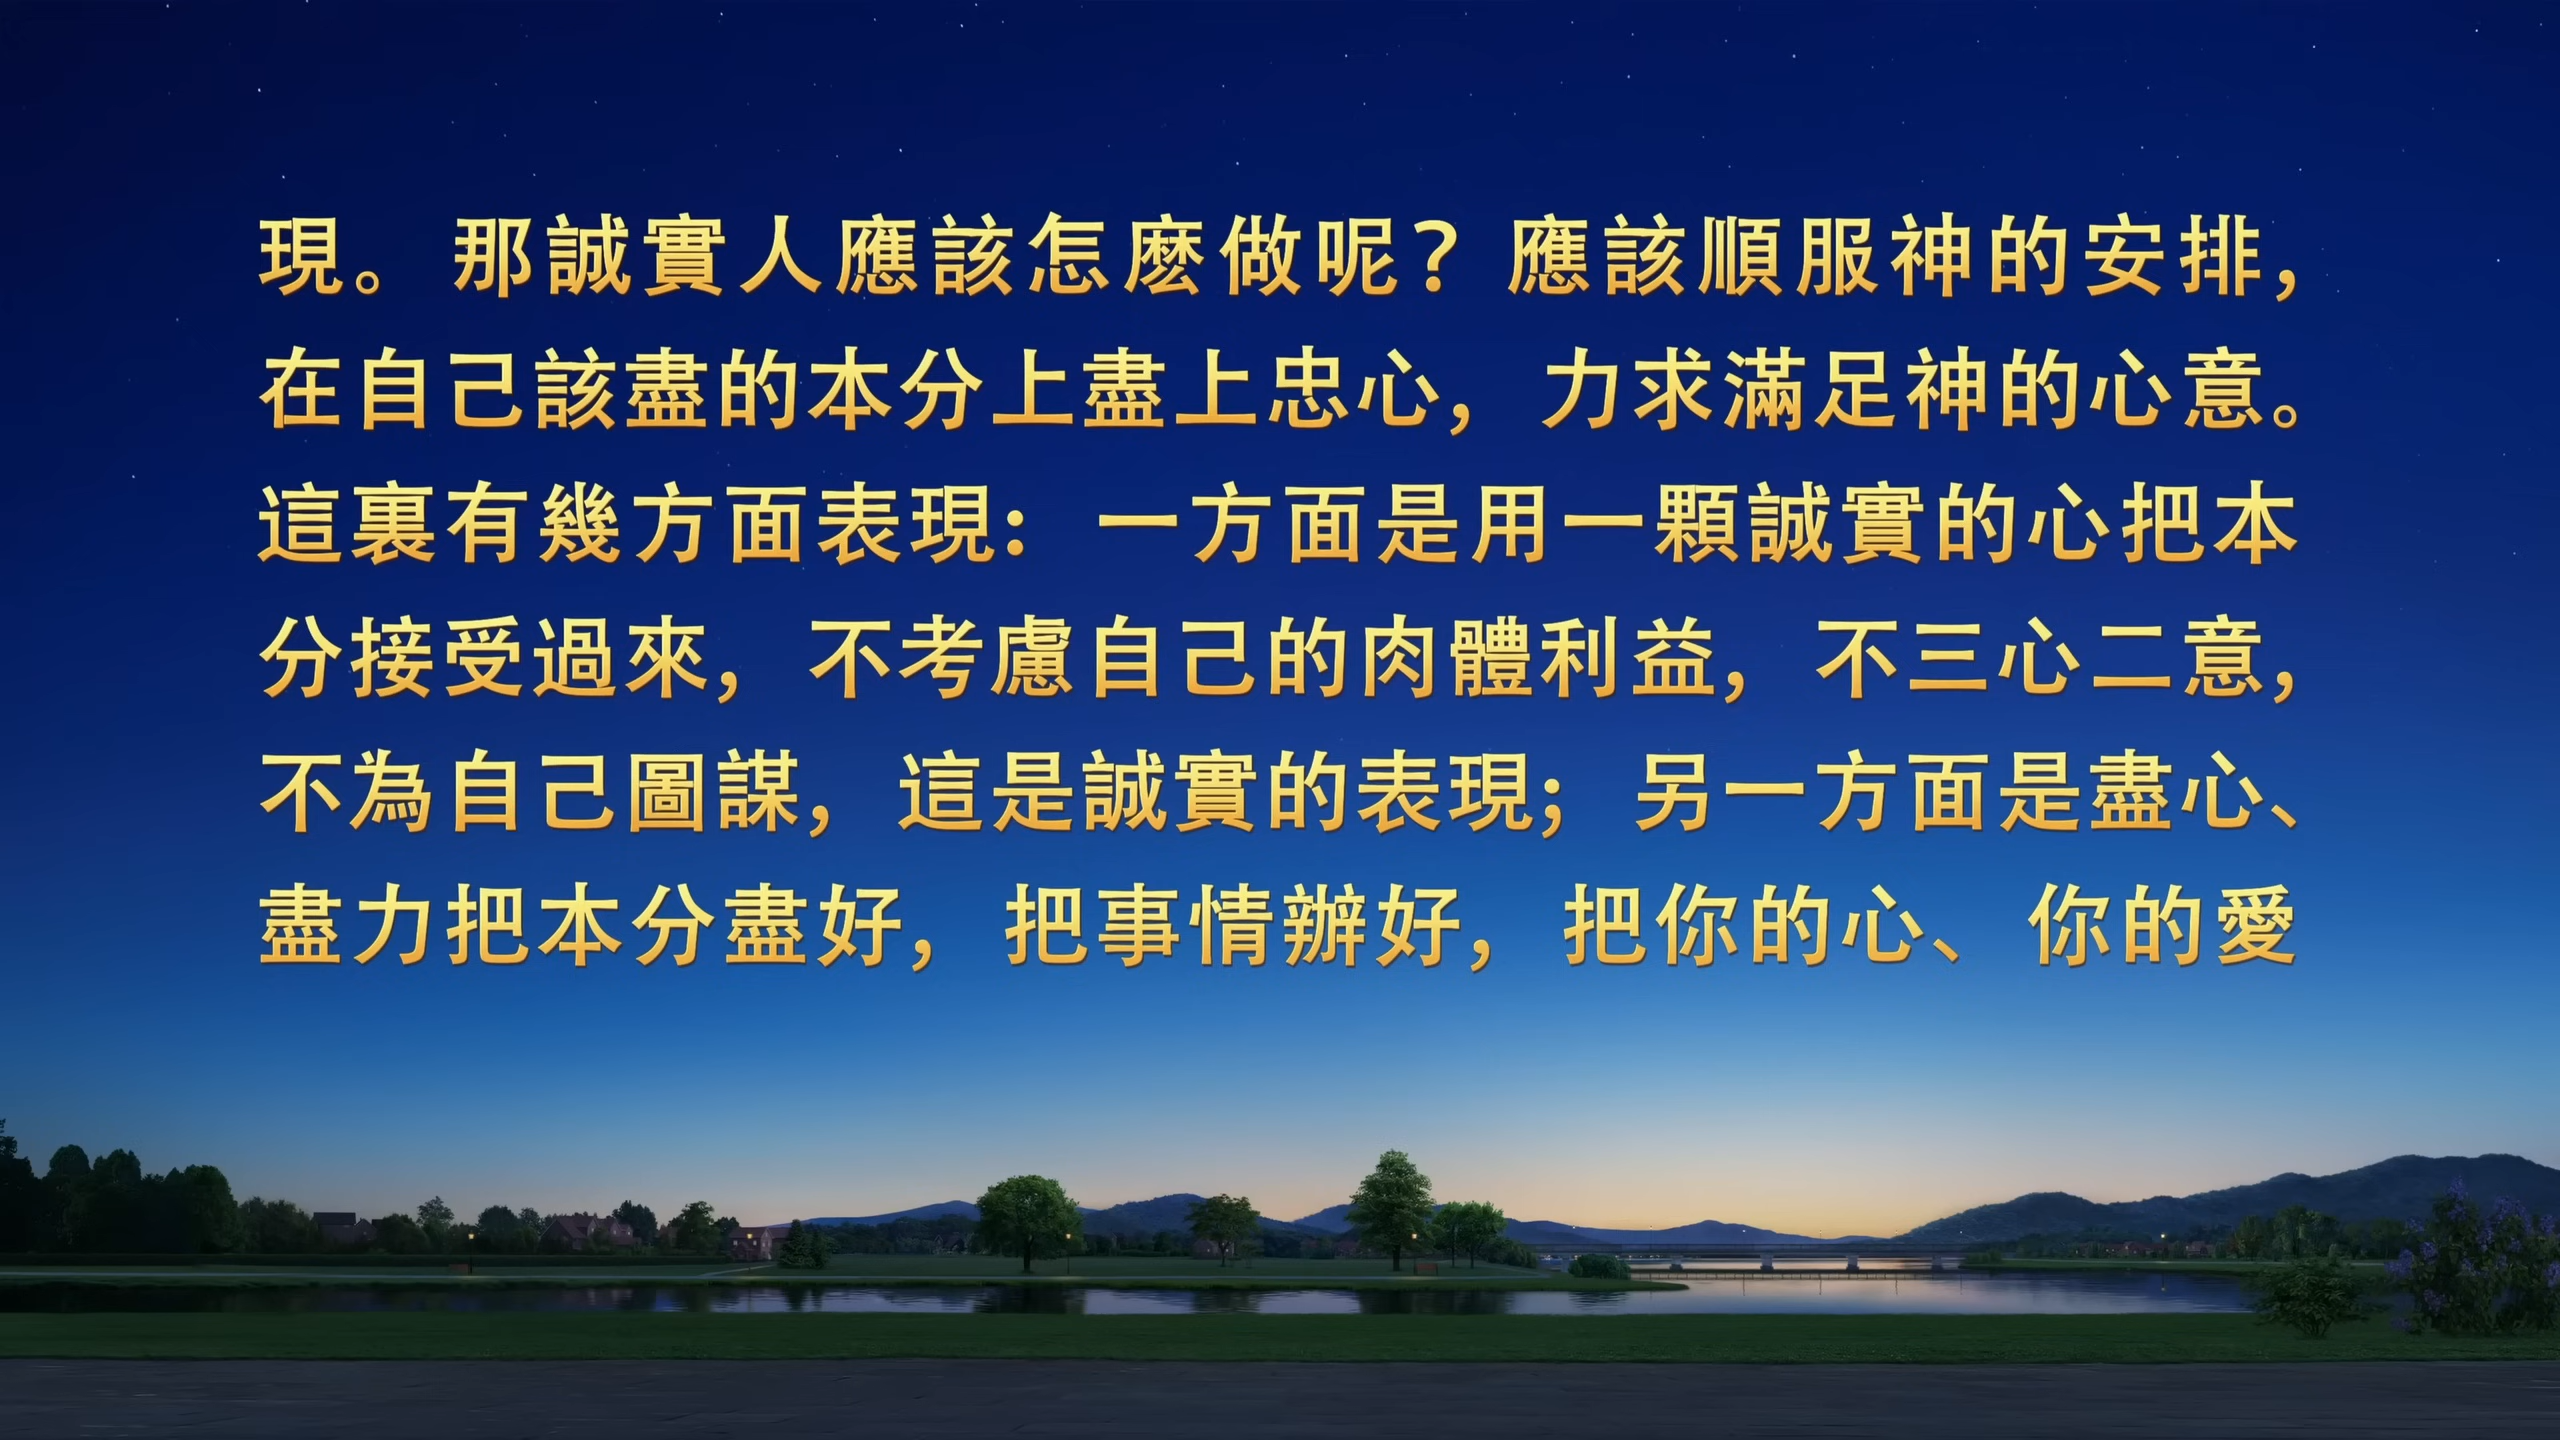 現。那誠實人應該怎麼做呢？應該順服神的安排，
在自己該盡的本分上盡上忠心，力求滿足神的心意。
這裏有幾方面表現：一方面是用一顆誠實的心把本
分接受過來，不考慮自己的肉體利益，不三心二意，
不為自己圖謀，這是誠實的表現；另一方面是盡心、
盡力把本分盡好，把事情辦好，把你的心、你的愛